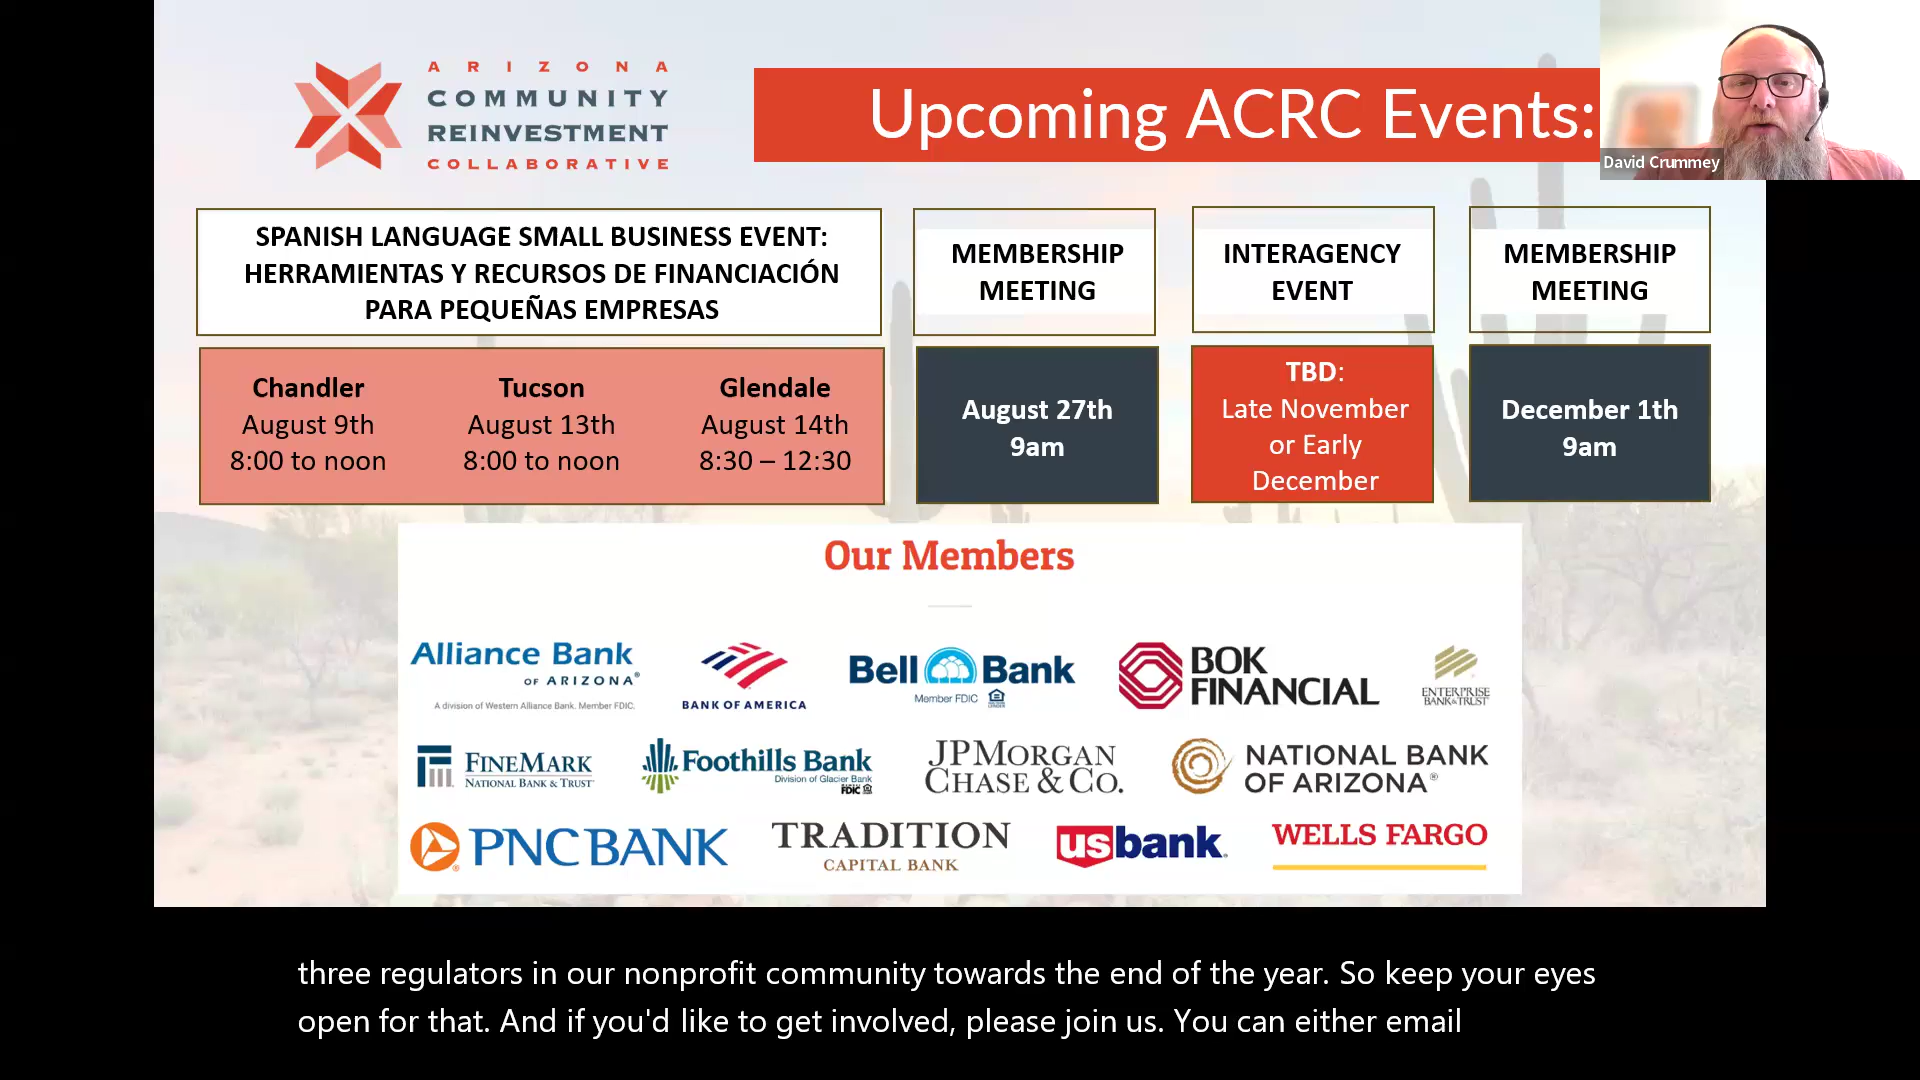 ARIZONA
COMMUNITY
REINVESTMENT
COLLABORATIVE
Upcoming ACRC Events:
David Crummey
SPANISH LANGUAGE SMALL BUSINESS EVENT:
HERRAMIENTAS Y RECURSOS DE FINANCIACIÓN
PARA PEQUEÑAS EMPRESAS
Chandler
August 9th
8:00 to noon
Tucson
August 13th
8:00 to noon
Glendale
August 14th
8:30 – 12:30
MEMBERSHIP
MEETING
August 27th
9am
INTERAGENCY
EVENT
TBD:
Late November
or Early
December
MEMBERSHIP
MEETING
December 1th
9am
Our Members
Alliance Bank
OF ARIZONA®
A division of Western Alliance Bank. Member FDIC.
BANK OF AMERICA
Bell Bank
Member FDIC
BOK
FINANCIAL
ENTERPRISE
BANK & TRUST
FINEMARK
NATIONAL BANK & TRUST
Foothills Bank
Division of Glacier Bank
FDIC
JPMORGAN
CHASE & CO.
NATIONAL BANK
OF ARIZONA®
PNC BANK
TRADITION
CAPITAL BANK
usbank
WELLS FARGO
three regulators in our nonprofit community towards the end of the year. So keep your eyes
open for that. And if you'd like to get involved, please join us. You can either email